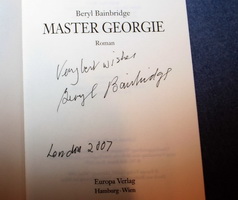 Beryl Bainbridge
MASTER GEORGIE
Roman
Very best wishes
Beryl Bainbridge
London 2007
Europa Verlag
Hamburg · Wien